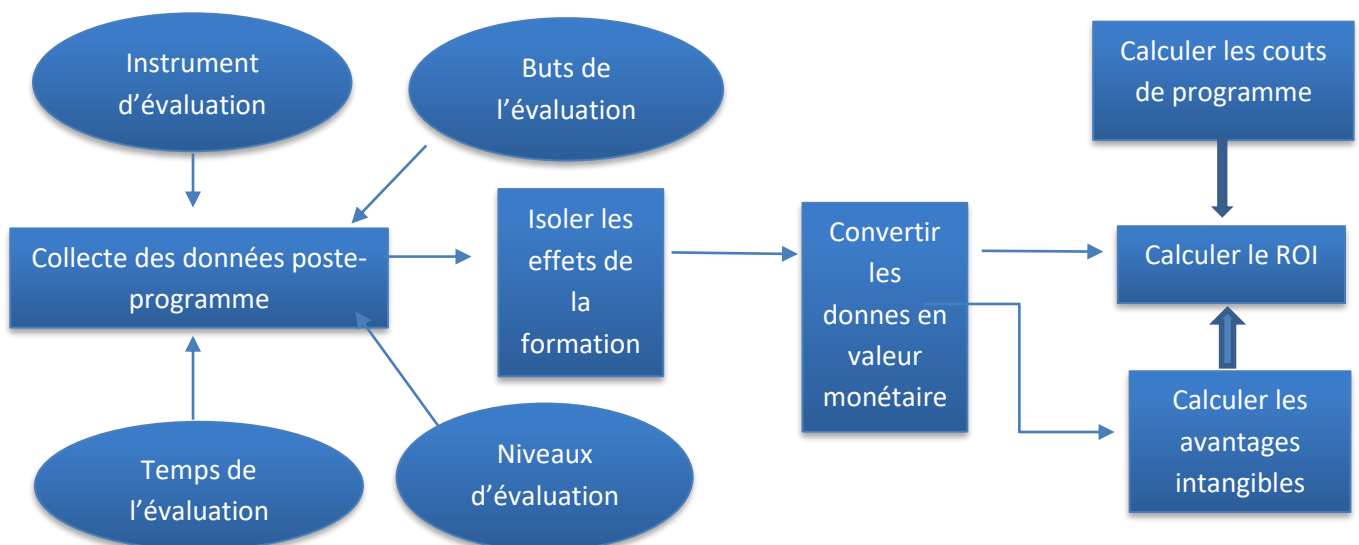 Instrument
d’évaluation
Buts de
l’évaluation
Calculer les couts
de programme
Collecte des données poste-
programme
Isoler les
effets de
la
formation
Convertir
les
donnes en
valeur
monétaire
Calculer le ROI
Temps de
l’évaluation
Niveaux
d’évaluation
Calculer les
avantages
intangibles